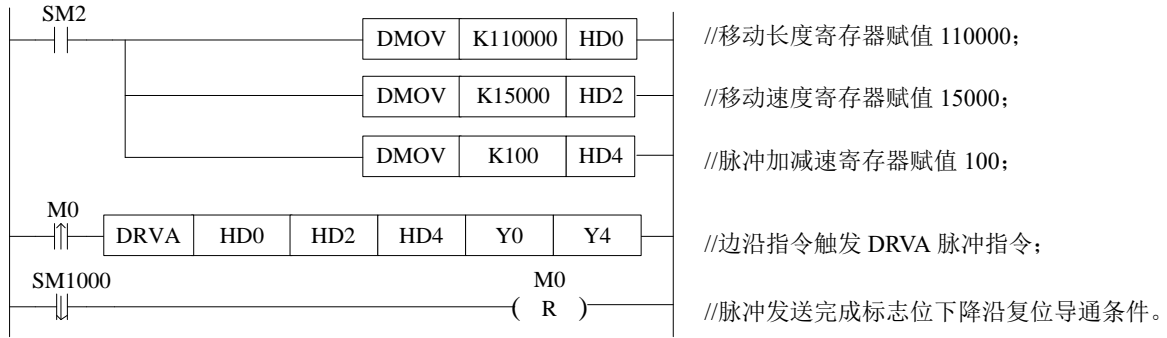 SM2
DMOV K110000 HD0 //移动长度寄存器赋值 110000；
DMOV K15000 HD2 //移动速度寄存器赋值 15000；
DMOV K100 HD4 //脉冲加减速寄存器赋值 100；
M0
DRVA HD0 HD2 HD4 Y0 Y4 //边沿指令触发 DRVA 脉冲指令；
SM1000 M0
( R ) //脉冲发送完成标志位下降沿复位导通条件。